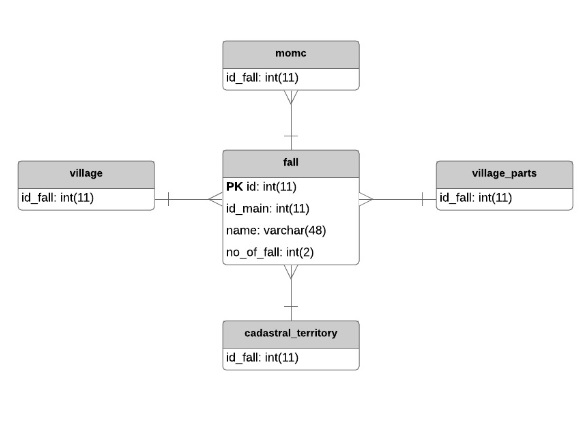 momc
id_fall: int(11)
fall
PK id: int(11)
id_main: int(11)
name: varchar(48)
no_of_fall: int(2)
village
id_fall: int(11)
village_parts
id_fall: int(11)
cadastral_territory
id_fall: int(11)